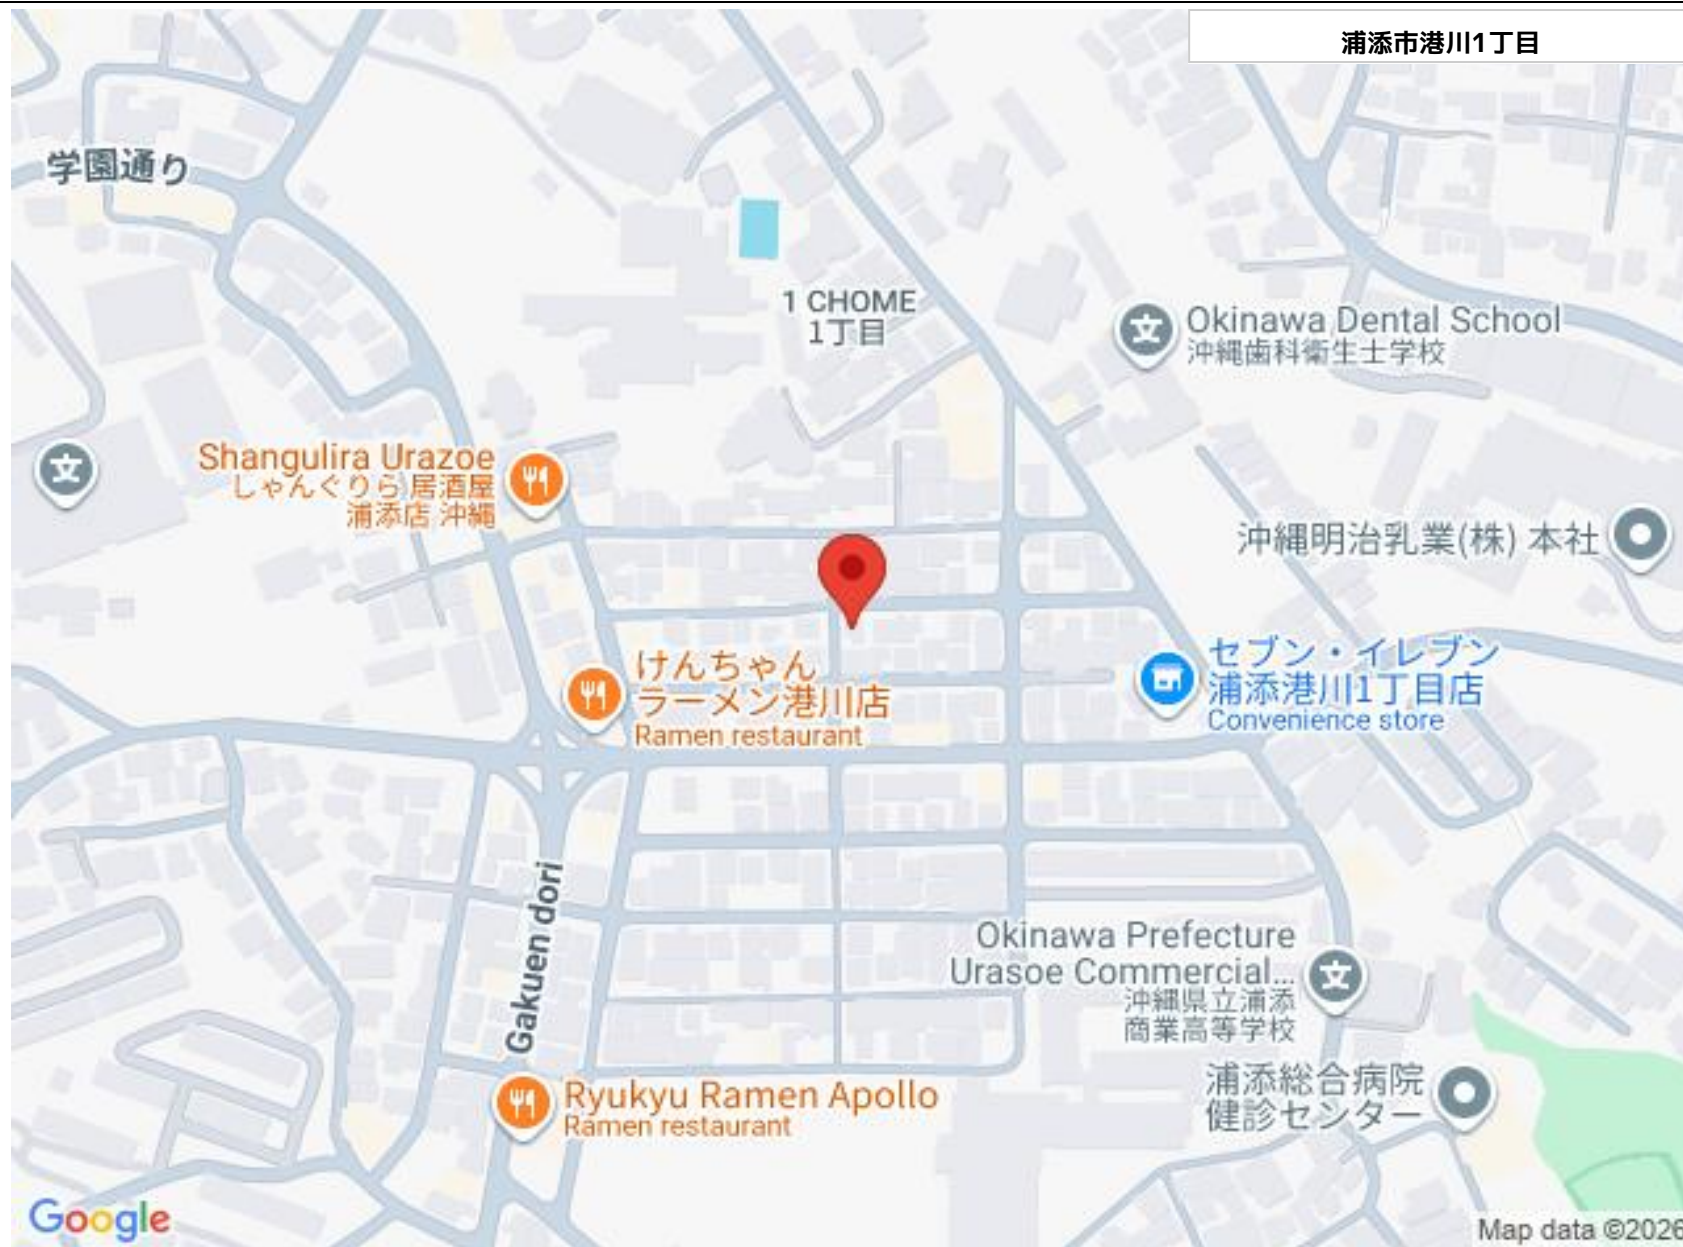 浦添市港川1丁目
学園通り
1 CHOME
1丁目
Okinawa Dental School
沖縄歯科衛生士学校
文
文
Shangulira Urazoe
しゃんぐりら 居酒屋
浦添店 沖縄
沖縄明治乳業(株) 本社
けんちゃん
ラーメン港川店
Ramen restaurant
セブン・イレブン
浦添港川1丁目店
Convenience store
Gakuen dori
Okinawa Prefecture
Urasoe Commercial...
沖縄県立浦添
商業高等学校
文
浦添総合病院
健診センター
Ryukyu Ramen Apollo
Ramen restaurant
Google
Map data ©2026